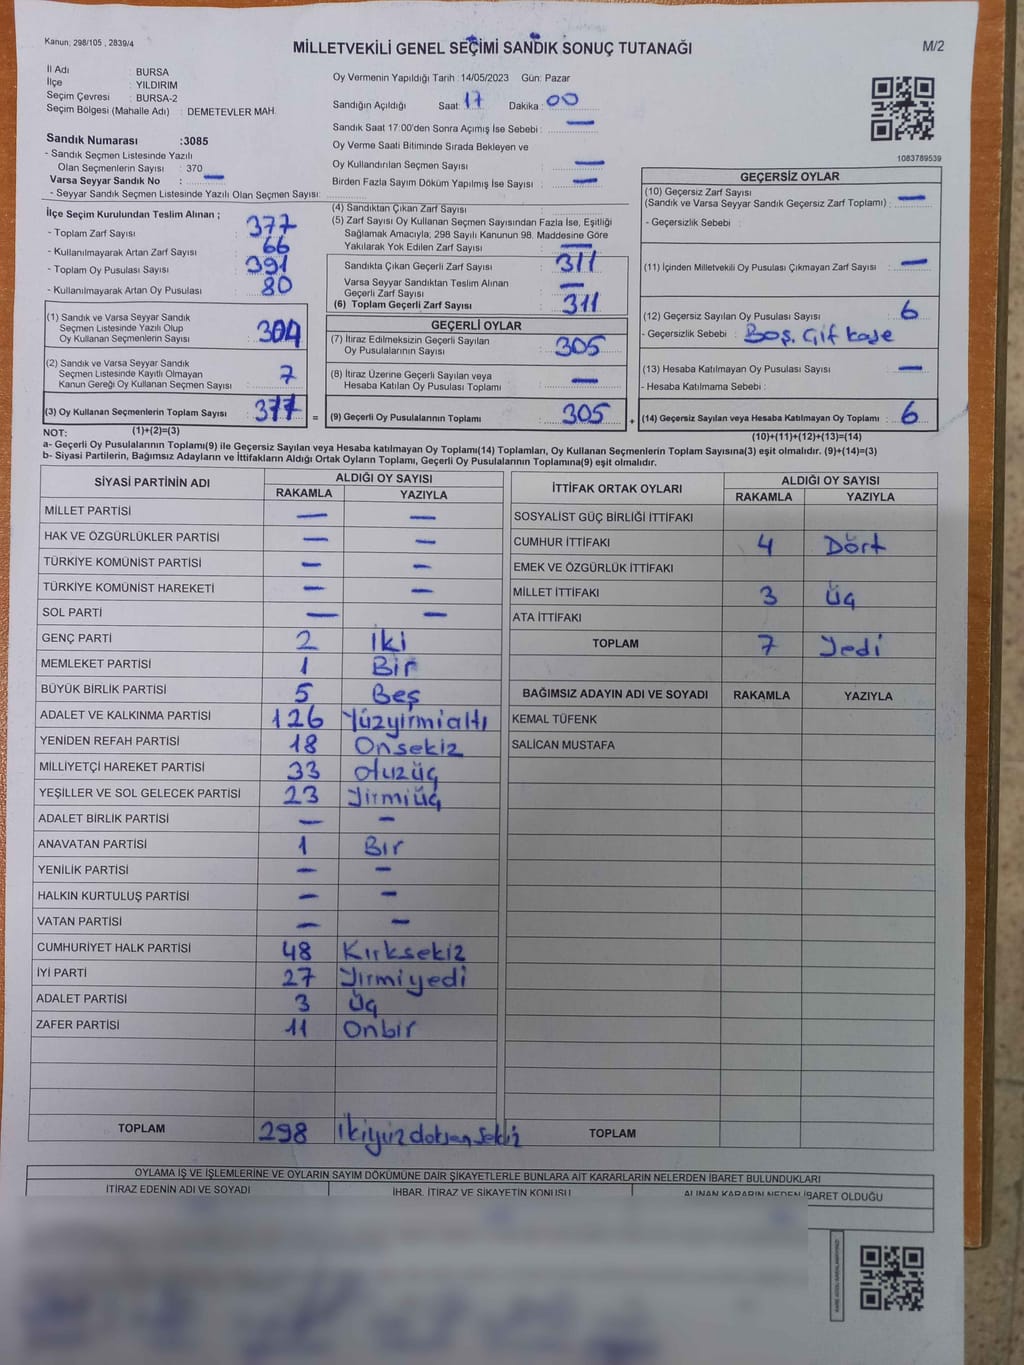 Kanun, 298/105 , 2839/4
MİLLETVEKİLİ GENEL SEÇİMİ SANDIK SONUÇ TUTANAĞI
M/2
İl Adı : BURSA
İlçe : YILDIRIM
Seçim Çevresi : BURSA-2
Seçim Bölgesi (Mahalle Adı) : DEMETEVLER MAH.
Sandık Numarası :3085
- Sandık Seçmen Listesinde Yazılı
Olan Seçmenlerin Sayısı : 370
Varsa Seyyar Sandık No : —
- Seyyar Sandık Seçmen Listesinde Yazılı Olan Seçmen Sayısı:
Oy Vermenin Yapıldığı Tarih :14/05/2023 Gün: Pazar
Sandığın Açıldığı Saat: 17 Dakika : 00
Sandık Saat 17:00'den Sonra Açımış İse Sebebi : —
Oy Verme Saati Bitiminde Sırada Bekleyen ve
Oy Kullandırılan Seçmen Sayısı : —
Birden Fazla Sayım Döküm Yapılmış İse Sayısı : —
1083789539
İlçe Seçim Kurulundan Teslim Alınan ;
- Toplam Zarf Sayısı : 377
- Kullanılmayarak Artan Zarf Sayısı : 66
- Toplam Oy Pusulası Sayısı : 391
- Kullanılmayarak Artan Oy Pusulası : 80
(1) Sandık ve Varsa Seyyar Sandık
Seçmen Listesinde Yazılı Olup
Oy Kullanan Seçmenlerin Sayısı : 304
(2) Sandık ve Varsa Seyyar Sandık
Seçmen Listesinde Kayıtlı Olmayan
Kanun Gereği Oy Kullanan Seçmen Sayısı : 7
(3) Oy Kullanan Seçmenlerin Toplam Sayısı : 377
(1)+(2)=(3)
(4) Sandıktan Çıkan Zarf Sayısı :
(5) Zarf Sayısı Oy Kullanan Seçmen Sayısından Fazla İse, Eşitliği
Sağlamak Amacıyla; 298 Sayılı Kanunun 98. Maddesine Göre
Yakılarak Yok Edilen Zarf Sayısı : —
Sandıkta Çıkan Geçerli Zarf Sayısı : 311
Varsa Seyyar Sandıktan Teslim Alınan
Geçerli Zarf Sayısı : —
(6) Toplam Geçerli Zarf Sayısı : 311
GEÇERLİ OYLAR
(7) İtiraz Edilmeksizin Geçerli Sayılan
Oy Pusulalarının Sayısı : 305
(8) İtiraz Üzerine Geçerli Sayılan veya
Hesaba Katılan Oy Pusulası Toplamı : —
= (9) Geçerli Oy Pusulalarının Toplamı : 305
GEÇERSİZ OYLAR
(10) Geçersiz Zarf Sayısı
(Sandık ve Varsa Seyyar Sandık Geçersiz Zarf Toplamı) : —
- Geçersizlik Sebebi :
(11) İçinden Milletvekili Oy Pusulası Çıkmayan Zarf Sayısı : —
(12) Geçersiz Sayılan Oy Pusulası Sayısı : 6
- Geçersizlik Sebebi : Boş. Çift kaşe
(13) Hesaba Katılmayan Oy Pusulası Sayısı : —
- Hesaba Katılmama Sebebi :
+ (14) Geçersiz Sayılan veya Hesaba Katılmayan Oy Toplamı : 6
(10)+(11)+(12)+(13)=(14)
NOT:
a- Geçerli Oy Pusulalarının Toplamı(9) ile Geçersiz Sayılan veya Hesaba katılmayan Oy Toplamı(14) Toplamları, Oy Kullanan Seçmenlerin Toplam Sayısına(3) eşit olmalıdır. (9)+(14)=(3)
b- Siyasi Partilerin, Bağımsız Adayların ve İttifakların Aldığı Ortak Oyların Toplamı, Geçerli Oy Pusulalarının Toplamına(9) eşit olmalıdır.
SİYASİ PARTİNİN ADI ALDIĞI OY SAYISI
RAKAMLA YAZIYLA
MİLLET PARTİSİ — —
HAK VE ÖZGÜRLÜKLER PARTİSİ — —
TÜRKİYE KOMÜNİST PARTİSİ — —
TÜRKİYE KOMÜNİST HAREKETİ — —
SOL PARTİ — —
GENÇ PARTİ 2 İki
MEMLEKET PARTİSİ 1 Bir
BÜYÜK BİRLİK PARTİSİ 5 Beş
ADALET VE KALKINMA PARTİSİ 126 Yüzyirmialtı
YENİDEN REFAH PARTİSİ 18 Onsekiz
MİLLİYETÇİ HAREKET PARTİSİ 33 Otuzüç
YEŞİLLER VE SOL GELECEK PARTİSİ 23 Yirmiüç
ADALET BİRLİK PARTİSİ — —
ANAVATAN PARTİSİ 1 Bir
YENİLİK PARTİSİ — —
HALKIN KURTULUŞ PARTİSİ — —
VATAN PARTİSİ — —
CUMHURİYET HALK PARTİSİ 48 Kırksekiz
İYİ PARTİ 27 Yirmiyedi
ADALET PARTİSİ 3 Üç
ZAFER PARTİSİ 11 Onbir
TOPLAM 298 İkiyüzdoksansekiz
İTTİFAK ORTAK OYLARI ALDIĞI OY SAYISI
RAKAMLA YAZIYLA
SOSYALİST GÜÇ BİRLİĞİ İTTİFAKI
CUMHUR İTTİFAKI 4 Dört
EMEK VE ÖZGÜRLÜK İTTİFAKI
MİLLET İTTİFAKI 3 Üç
ATA İTTİFAKI
TOPLAM 7 Yedi
BAĞIMSIZ ADAYIN ADI VE SOYADI RAKAMLA YAZIYLA
KEMAL TÜFENK
SALİCAN MUSTAFA
TOPLAM
OYLAMA İŞ VE İŞLEMLERİNE VE OYLARIN SAYIM DÖKÜMÜNE DAİR ŞİKAYETLERLE BUNLARA AİT KARARLARIN NELERDEN İBARET BULUNDUKLARI
İTİRAZ EDENİN ADI VE SOYADI
İHBAR, İTİRAZ VE ŞİKAYETİN KONUSU
ALINAN KARARIN NEDEN İBARET OLDUĞU